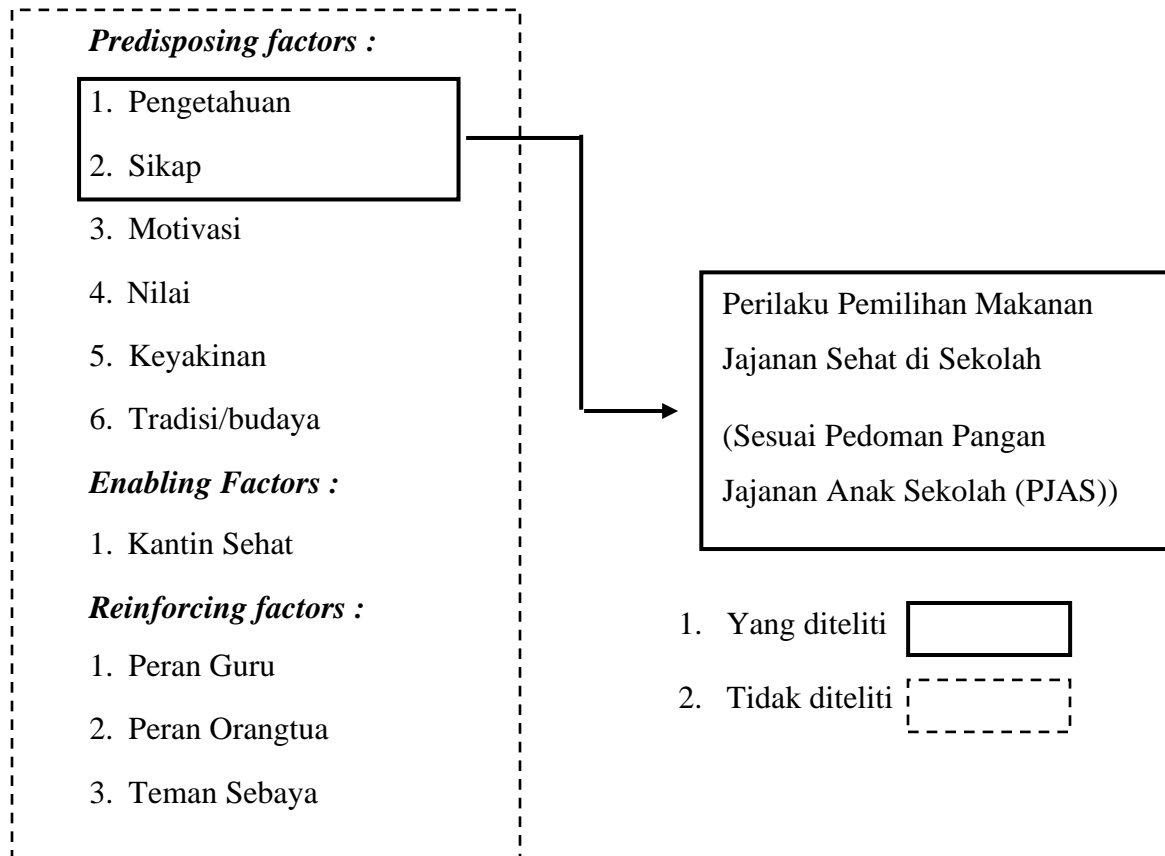 Predisposing factors :
1. Pengetahuan
2. Sikap
3. Motivasi
4. Nilai
5. Keyakinan
6. Tradisi/budaya
Enabling Factors :
1. Kantin Sehat
Reinforcing factors :
1. Peran Guru
2. Peran Orangtua
3. Teman Sebaya
Perilaku Pemilihan Makanan
Jajanan Sehat di Sekolah
(Sesuai Pedoman Pangan
Jajanan Anak Sekolah (PJAS))
1. Yang diteliti
2. Tidak diteliti